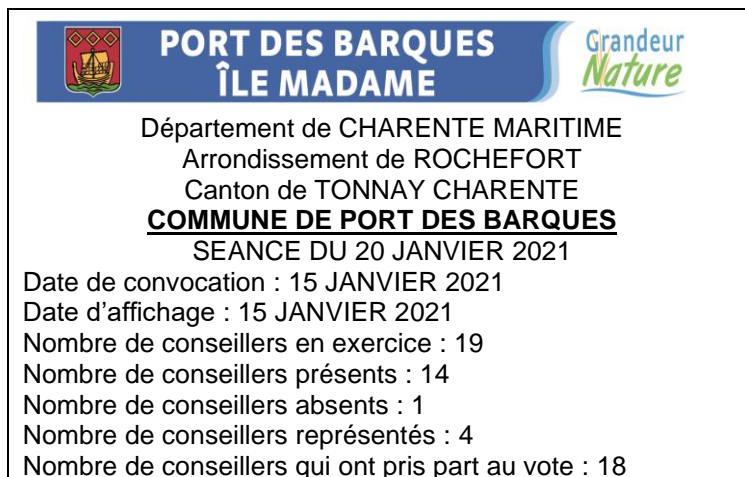 PORT DES BARQUES
ÎLE MADAME
Grandeur
Nature
Département de CHARENTE MARITIME
Arrondissement de ROCHEFORT
Canton de TONNAY CHARENTE
COMMUNE DE PORT DES BARQUES
SEANCE DU 20 JANVIER 2021
Date de convocation : 15 JANVIER 2021
Date d'affichage : 15 JANVIER 2021
Nombre de conseillers en exercice : 19
Nombre de conseillers présents : 14
Nombre de conseillers absents : 1
Nombre de conseillers représentés : 4
Nombre de conseillers qui ont pris part au vote : 18